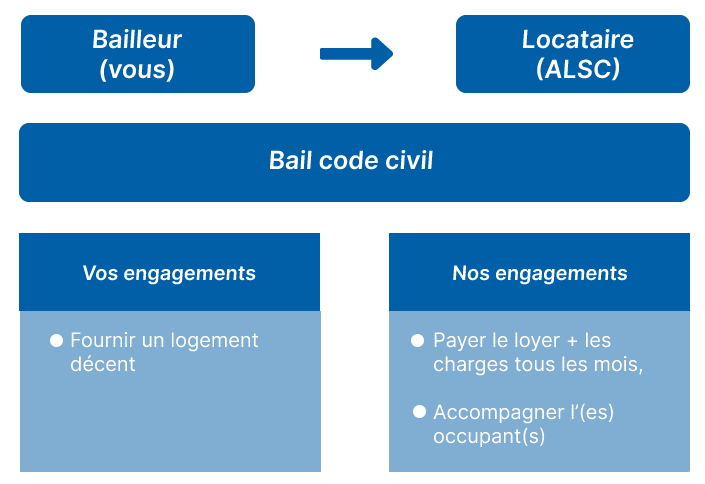 Bailleur
(vous)
Locataire
(ALSC)
Bail code civil
Vos engagements
Fournir un logement
décent
Nos engagements
Payer le loyer + les
charges tous les mois,
Accompagner l'(es)
occupant(s)